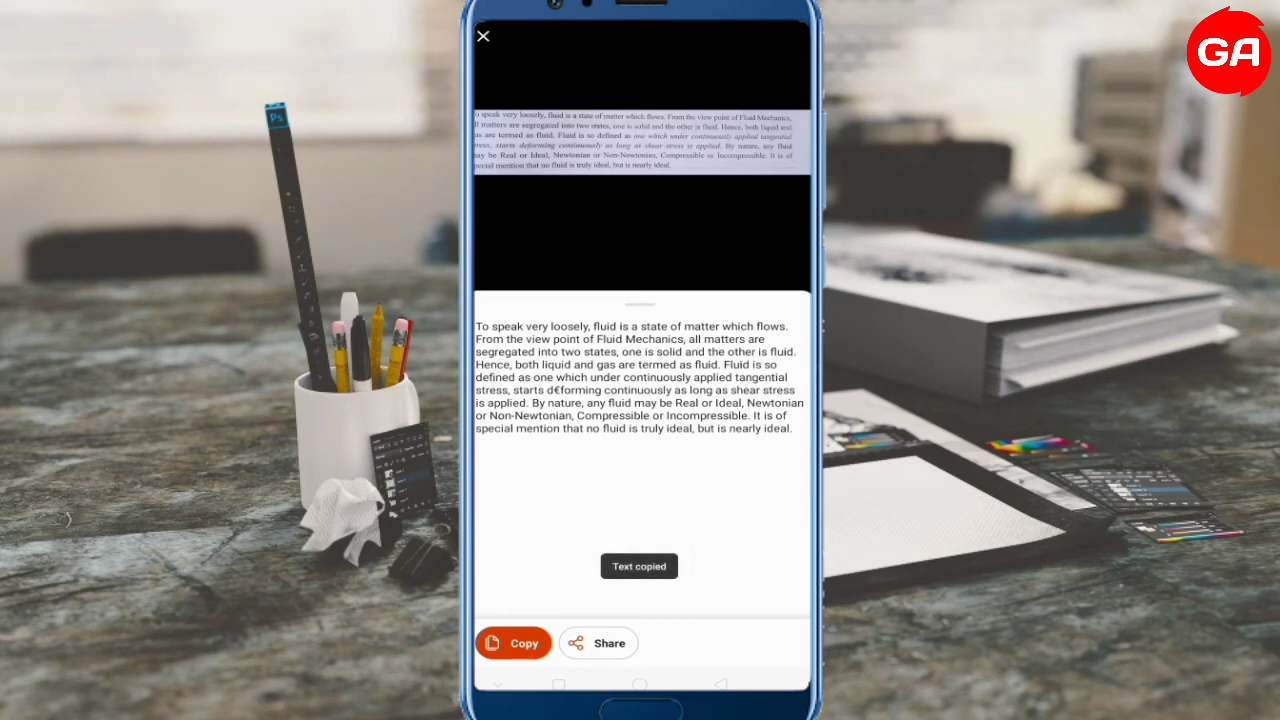 GA
Ps
o speak very loosely, fluid is a state of matter which flows. From the view point of Fluid Mechanics,
ll matters are segregated into two states, one is solid and the other is fluid. Hence, both liquid and
as are termed as fluid. Fluid is so defined as one which under continuously applied tangential
tress, starts deforming continuously as long as shear stress is applied. By nature, any fluid
may be Real or Ideal, Newtonian or Non-Newtonian, Compressible or Incompressible. It is of
pecial mention that no fluid is truly ideal, but is nearly ideal.
To speak very loosely, fluid is a state of matter which flows.
From the view point of Fluid Mechanics, all matters are
segregated into two states, one is solid and the other is fluid.
Hence, both liquid and gas are termed as fluid. Fluid is so
defined as one which under continuously applied tangential
stress, starts d€forming continuously as long as shear stress
is applied. By nature, any fluid may be Real or Ideal, Newtonian
or Non-Newtonian, Compressible or Incompressible. It is of
special mention that no fluid is truly ideal, but is nearly ideal.
Text copied
Copy
Share